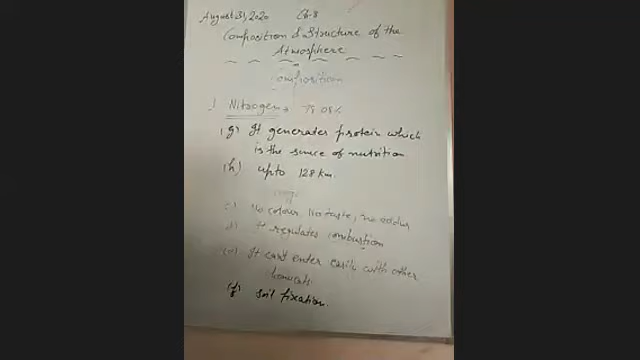 August 31, 2020 Ch-8
Composition & Structure of the
Atmosphere
Composition
1 Nitrogen → 78.08%
(g) It generates protein which
is the source of nutrition
(h) upto 128 km.
c) No colour, No taste, no odour
d) It regulates combustion
(e) It can't enter easily with other
(f) soil fixation.